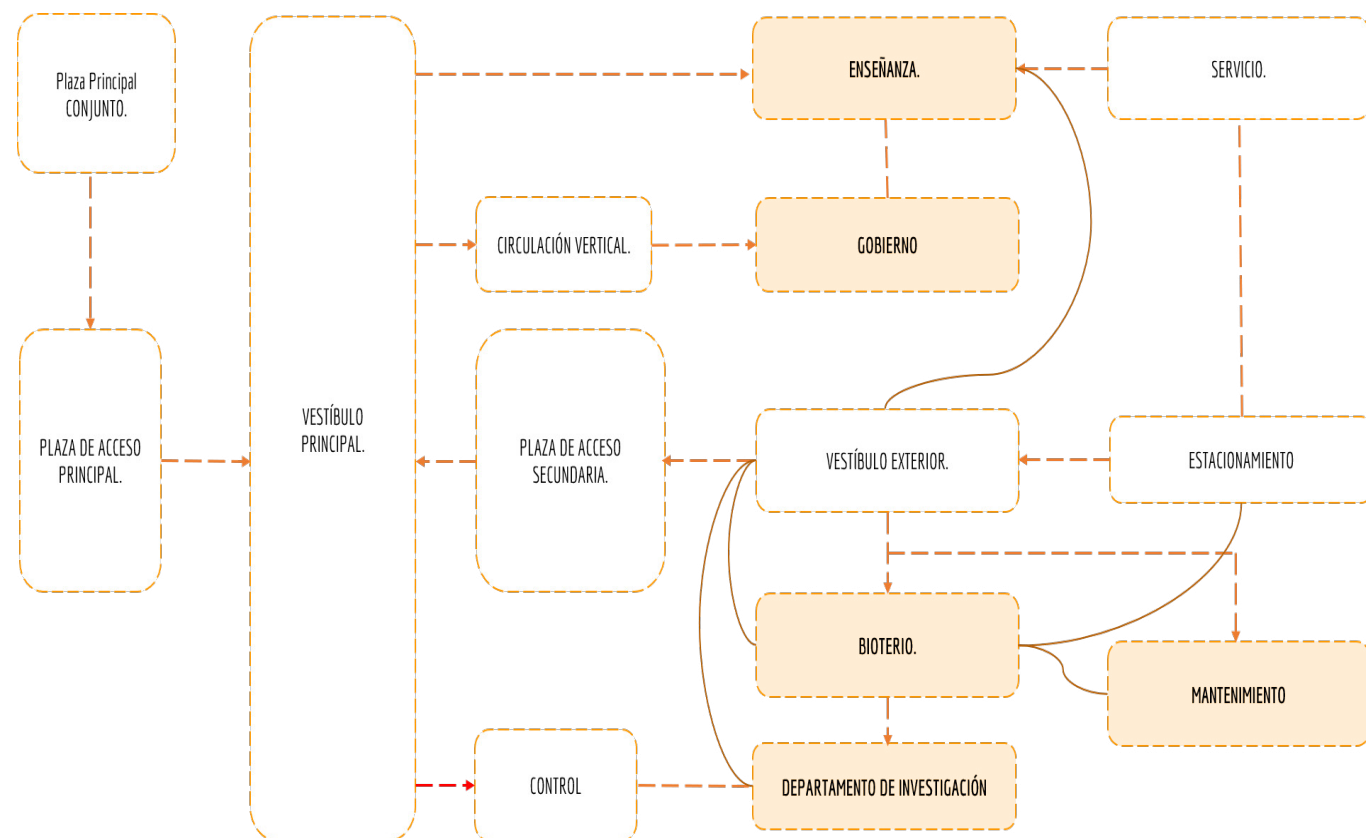 Plaza Principal
CONJUNTO.
ENSEÑANZA.
SERVICIO.
CIRCULACIÓN VERTICAL.
GOBIERNO
PLAZA DE ACCESO
PRINCIPAL.
VESTÍBULO
PRINCIPAL.
PLAZA DE ACCESO
SECUNDARIA.
VESTÍBULO EXTERIOR.
ESTACIONAMIENTO
BIOTERIO.
MANTENIMIENTO
CONTROL
DEPARTAMENTO DE INVESTIGACIÓN